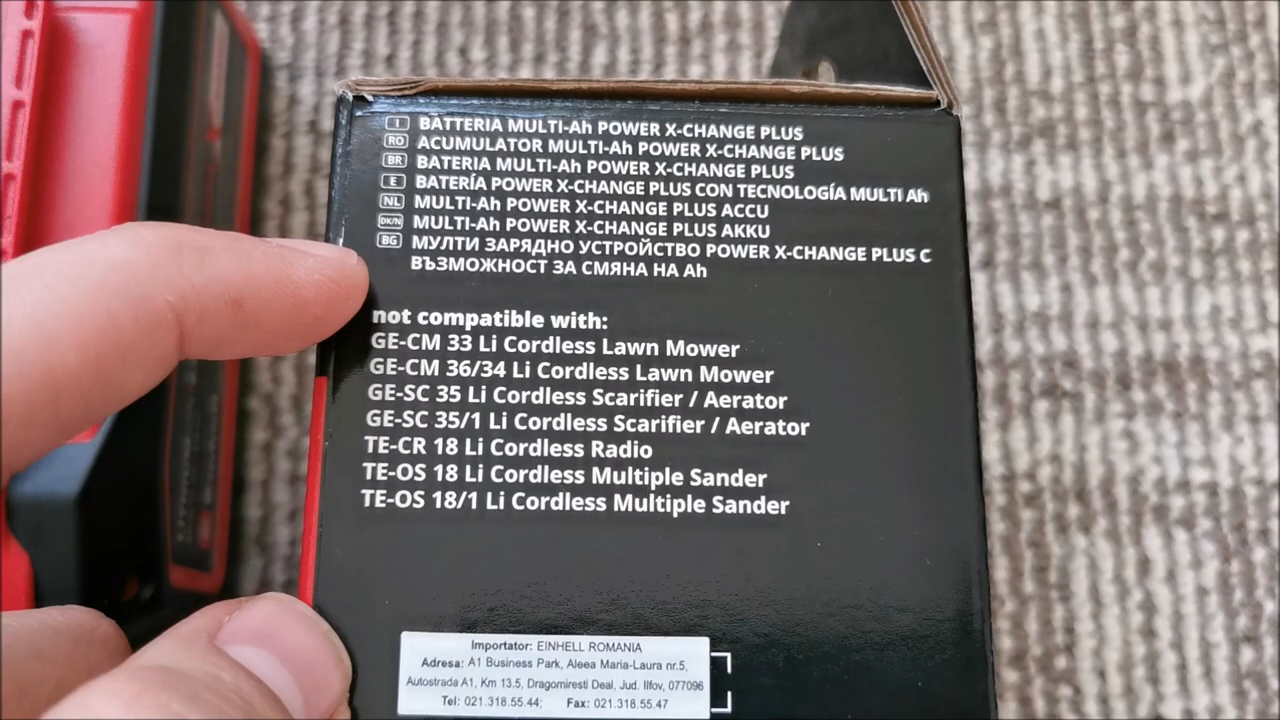 I BATTERIA MULTI-Ah POWER X-CHANGE PLUS
RO ACUMULATOR MULTI-Ah POWER X-CHANGE PLUS
BR BATERIA MULTI-Ah POWER X-CHANGE PLUS
E BATERÍA POWER X-CHANGE PLUS CON TECNOLOGÍA MULTI Ah
NL MULTI-Ah POWER X-CHANGE PLUS ACCU
DK/N MULTI-Ah POWER X-CHANGE PLUS AKKU
BG МУЛТИ ЗАРЯДНО УСТРОЙСТВО POWER X-CHANGE PLUS С
ВЪЗМОЖНОСТ ЗА СМЯНА НА Ah
not compatible with:
GE-CM 33 Li Cordless Lawn Mower
GE-CM 36/34 Li Cordless Lawn Mower
GE-SC 35 Li Cordless Scarifier / Aerator
GE-SC 35/1 Li Cordless Scarifier / Aerator
TE-CR 18 Li Cordless Radio
TE-OS 18 Li Cordless Multiple Sander
TE-OS 18/1 Li Cordless Multiple Sander
Importator: EINHELL ROMANIA
Adresa: A1 Business Park, Aleea Maria-Laura nr.5,
Autostrada A1, Km 13.5, Dragomiresti Deal, Jud. Ilfov, 077096
Tel: 021.318.55.44; Fax: 021.318.55.47